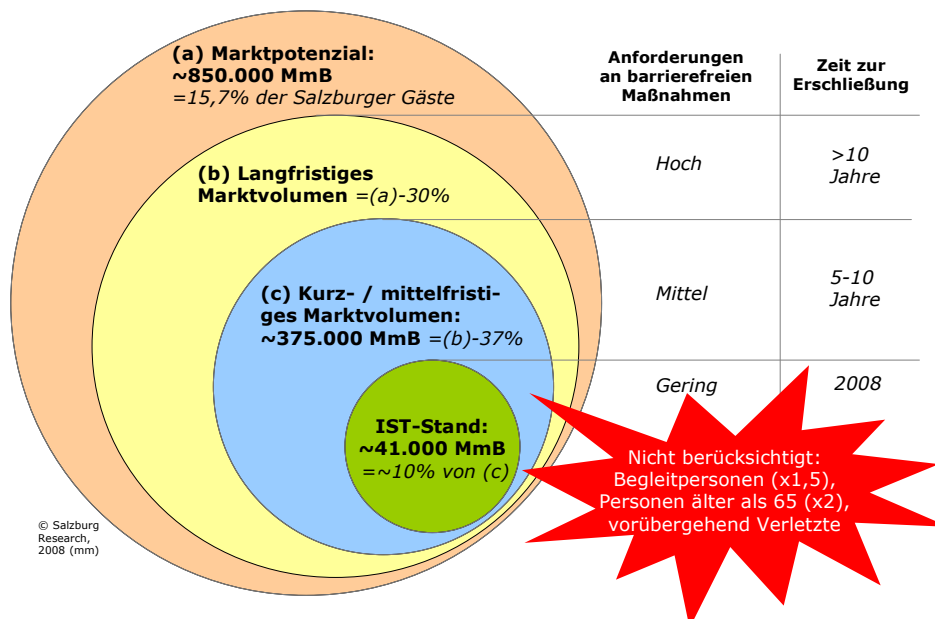 (a) Marktpotenzial:
~850.000 MmB
=15,7% der Salzburger Gäste
(b) Langfristiges
Marktvolumen =(a)-30%
(c) Kurz- / mittelfristi-
ges Marktvolumen:
~375.000 MmB =(b)-37%
IST-Stand:
~41.000 MmB
=~10% von (c)
© Salzburg
Research,
2008 (mm)
Anforderungen
an barrierefreien
Maßnahmen
Zeit zur
Erschließung
Hoch
>10
Jahre
Mittel
5-10
Jahre
Gering
2008
Nicht berücksichtigt:
Begleitpersonen (x1,5),
Personen älter als 65 (x2),
vorübergehend Verletzte